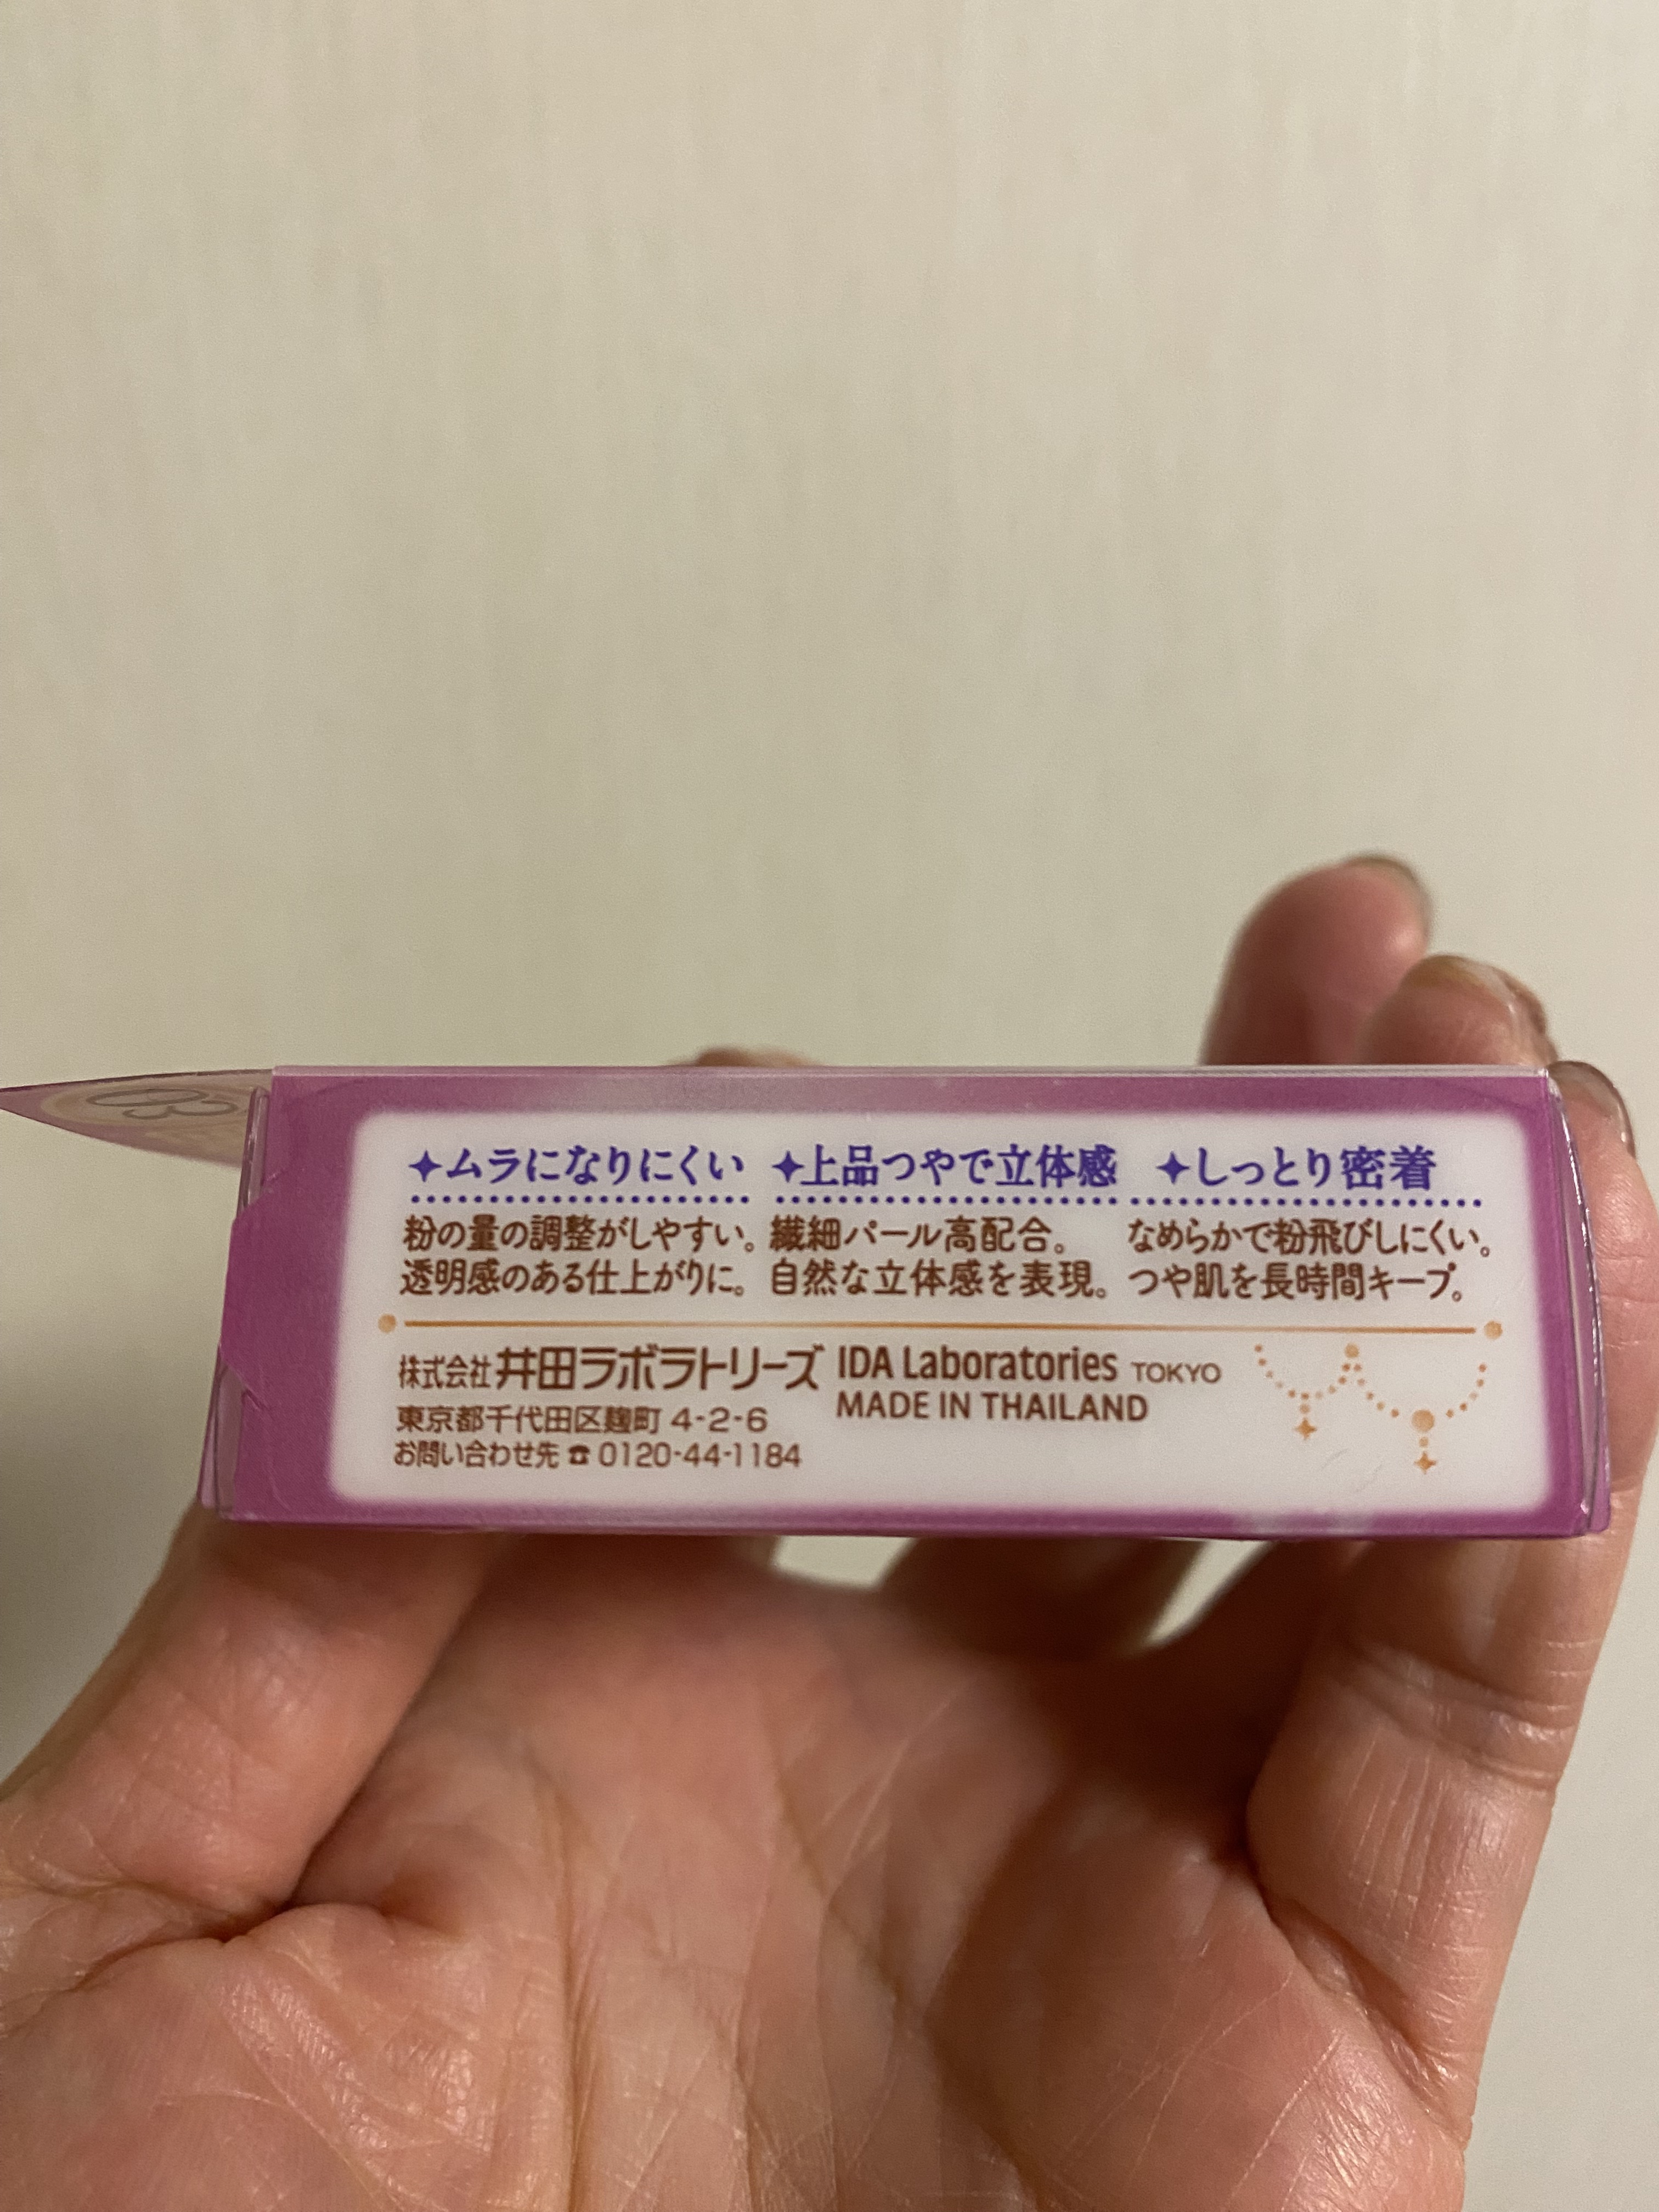 03
✦ムラになりにくい
粉の量の調整がしやすい。
透明感のある仕上がりに。
✦上品つやで立体感
繊細パール高配合。
自然な立体感を表現。
✦しっとり密着
なめらかで粉飛びしにくい。
つや肌を長時間キープ。
株式会社井田ラボラトリーズ
東京都千代田区麹町 4-2-6
お問い合わせ先 ☎ 0120-44-1184
IDA Laboratories TOKYO
MADE IN THAILAND